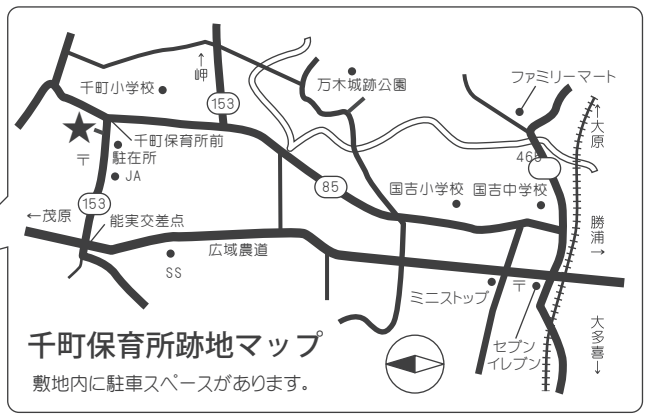 ↑岬
千町小学校
153
万木城跡公園
ファミリーマート
↑大原
千町保育所前
〒
駐在所
JA
465
85
国吉小学校
国吉中学校
153
←茂原
能実交差点
広域農道
勝浦→
SS
ミニストップ
〒
セブン
イレブン
大多喜→
千町保育所跡地マップ
敷地内に駐車スペースがあります。